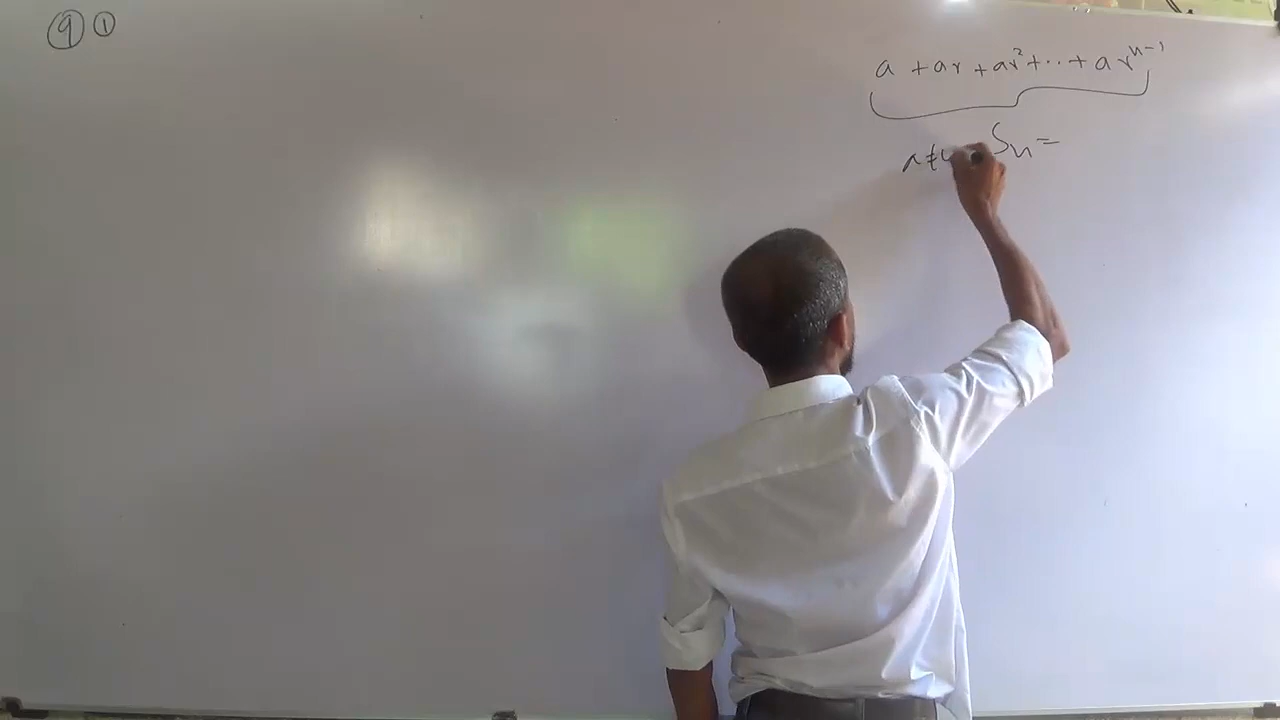 ⑨ ①
a + ar + ar² + ... + arⁿ⁻¹
Sₙ =